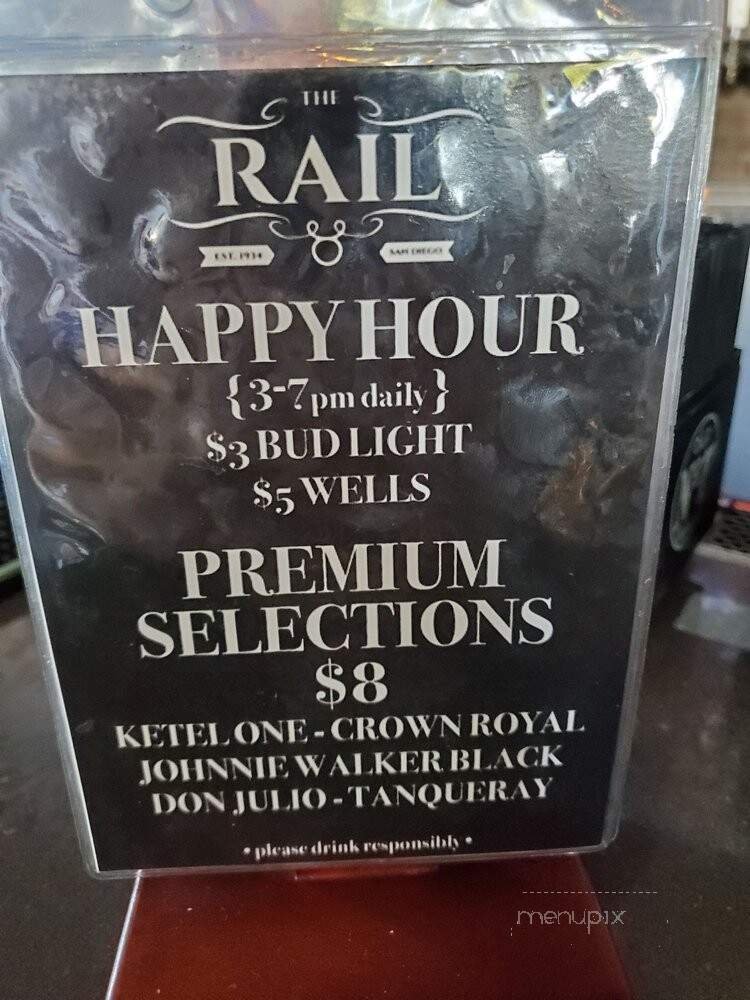 THE
RAIL
EST. 1934
SAN DIEGO
HAPPY HOUR
{3-7pm daily}
$3 BUD LIGHT
$5 WELLS
PREMIUM
SELECTIONS
$8
KETEL ONE - CROWN ROYAL
JOHNNIE WALKER BLACK
DON JULIO - TANQUERAY
• please drink responsibly •
menupix